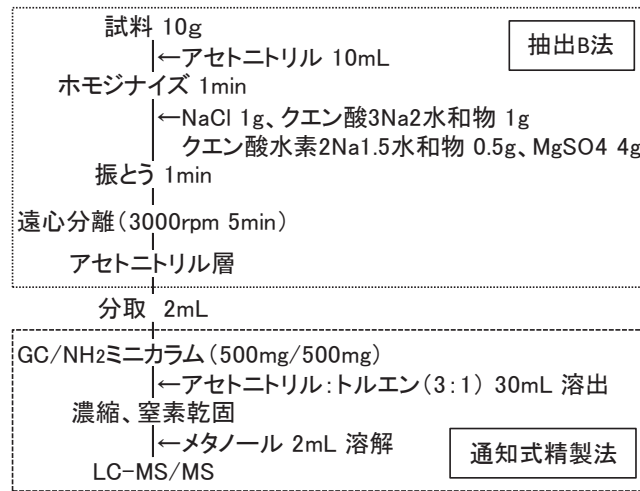 試料 10g
抽出B法
←アセトニトリル 10mL
ホモジナイズ 1min
←NaCl 1g、クエン酸3Na2水和物 1g
クエン酸水素2Na1.5水和物 0.5g、MgSO4 4g
振とう 1min
遠心分離(3000rpm 5min)
アセトニトリル層
分取 2mL
GC/NH2ミニカラム(500mg/500mg)
←アセトニトリル:トルエン(3:1) 30mL 溶出
濃縮、窒素乾固
←メタノール 2mL 溶解
通知式精製法
LC-MS/MS